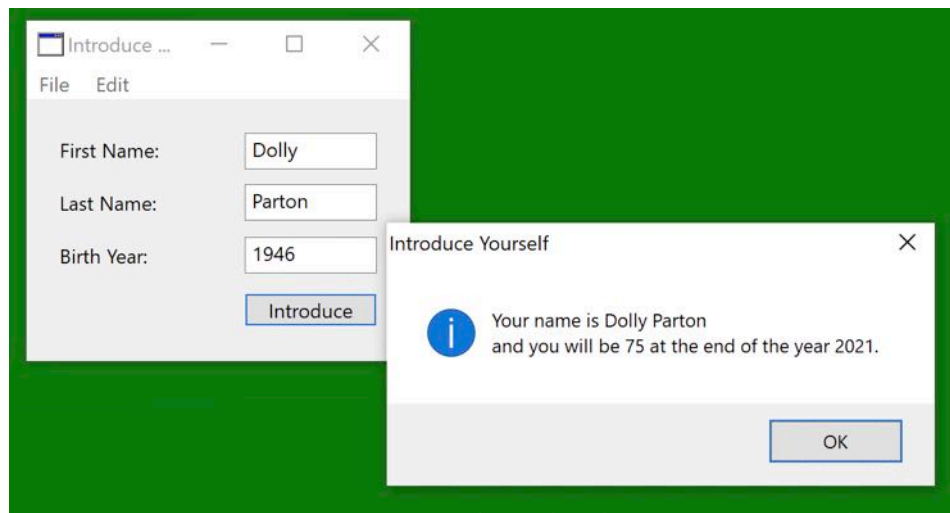 Introduce ...
File Edit
First Name: Dolly
Last Name: Parton
Birth Year: 1946
Introduce
Introduce Yourself
Your name is Dolly Parton
and you will be 75 at the end of the year 2021.
OK